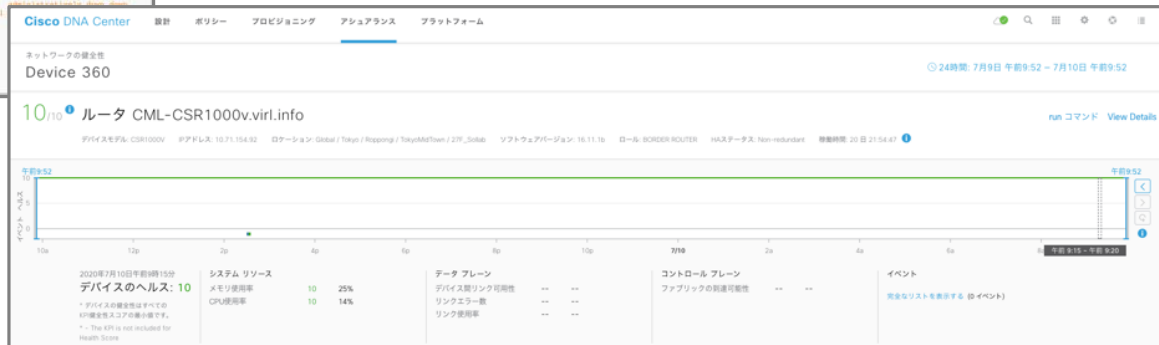 administratively down down
Cisco DNA Center 設計 ポリシー プロビジョニング アシュアランス プラットフォーム
ネットワークの健全性
Device 360
24時間: 7月9日 午前9:52 – 7月10日 午前9:52
10/10 ルータ CML-CSR1000v.virl.info
run コマンド View Details
デバイスモデル: CSR1000V IPアドレス: 10.71.154.92 ロケーション: Global / Tokyo / Roppongi / TokyoMidTown / 27F_Sollab ソフトウェアバージョン: 16.11.1b ロール: BORDER ROUTER HAステータス: Non-redundant 稼働時間: 20 日 21:54:47
午前9:52 午前9:52
10
5
0
イベント ヘルス
10a 12p 2p 4p 6p 8p 10p 7/10 2a 4a 6a 午前 9:15 ~ 午前 9:20
2020年7月10日午前9時15分
デバイスのヘルス: 10
* デバイスの健全性はすべての
KPI健全性スコアの最小値です。
^ - The KPI is not included for
Health Score
システム リソース
メモリ使用率 10 25%
CPU使用率 10 14%
データ プレーン
デバイス間リンク可用性 -- --
リンクエラー数 -- --
リンク使用率 -- --
コントロール プレーン
ファブリックの到達可能性 -- --
イベント
完全なリストを表示する (0 イベント)